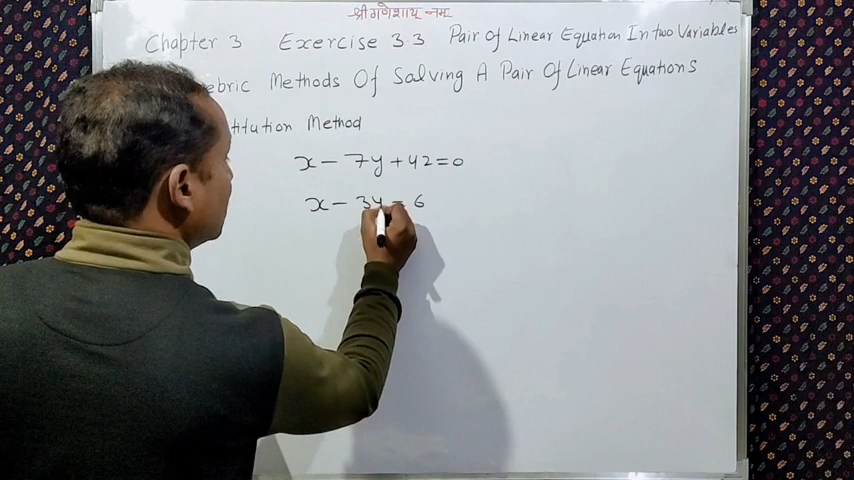 श्री गणेशाय नमः
Chapter 3 Exercise 3.3 Pair Of Linear Equation In two Variables
ebric Methods Of Solving A Pair Of Linear Equations
titution Method
x - 7y + 42 = 0
x - 3y = 6